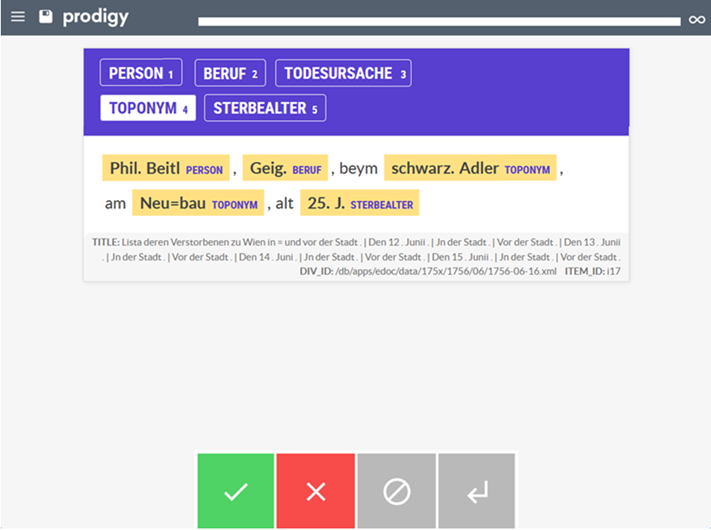 prodigy
PERSON 1 BERUF 2 TODESURSACHE 3
TOPONYM 4 STERBEALTER 5
Phil. Beitl PERSON , Geig. BERUF , beym schwarz. Adler TOPONYM ,
am Neu=bau TOPONYM , alt 25. J. STERBEALTER
TITLE: Lista deren Verstorbenen zu Wien in = und vor der Stadt . | Den 12 . Junii . | Jn der Stadt . | Vor der Stadt . | Den 13 . Junii
. | Jn der Stadt . | Vor der Stadt . | Den 14 . Juni . | Jn der Stadt . | Vor der Stadt . | Den 15 . Junii . | Jn der Stadt . | Vor der Stadt .
DIV_ID: /db/apps/edoc/data/175x/1756/06/1756-06-16.xml ITEM_ID: i17